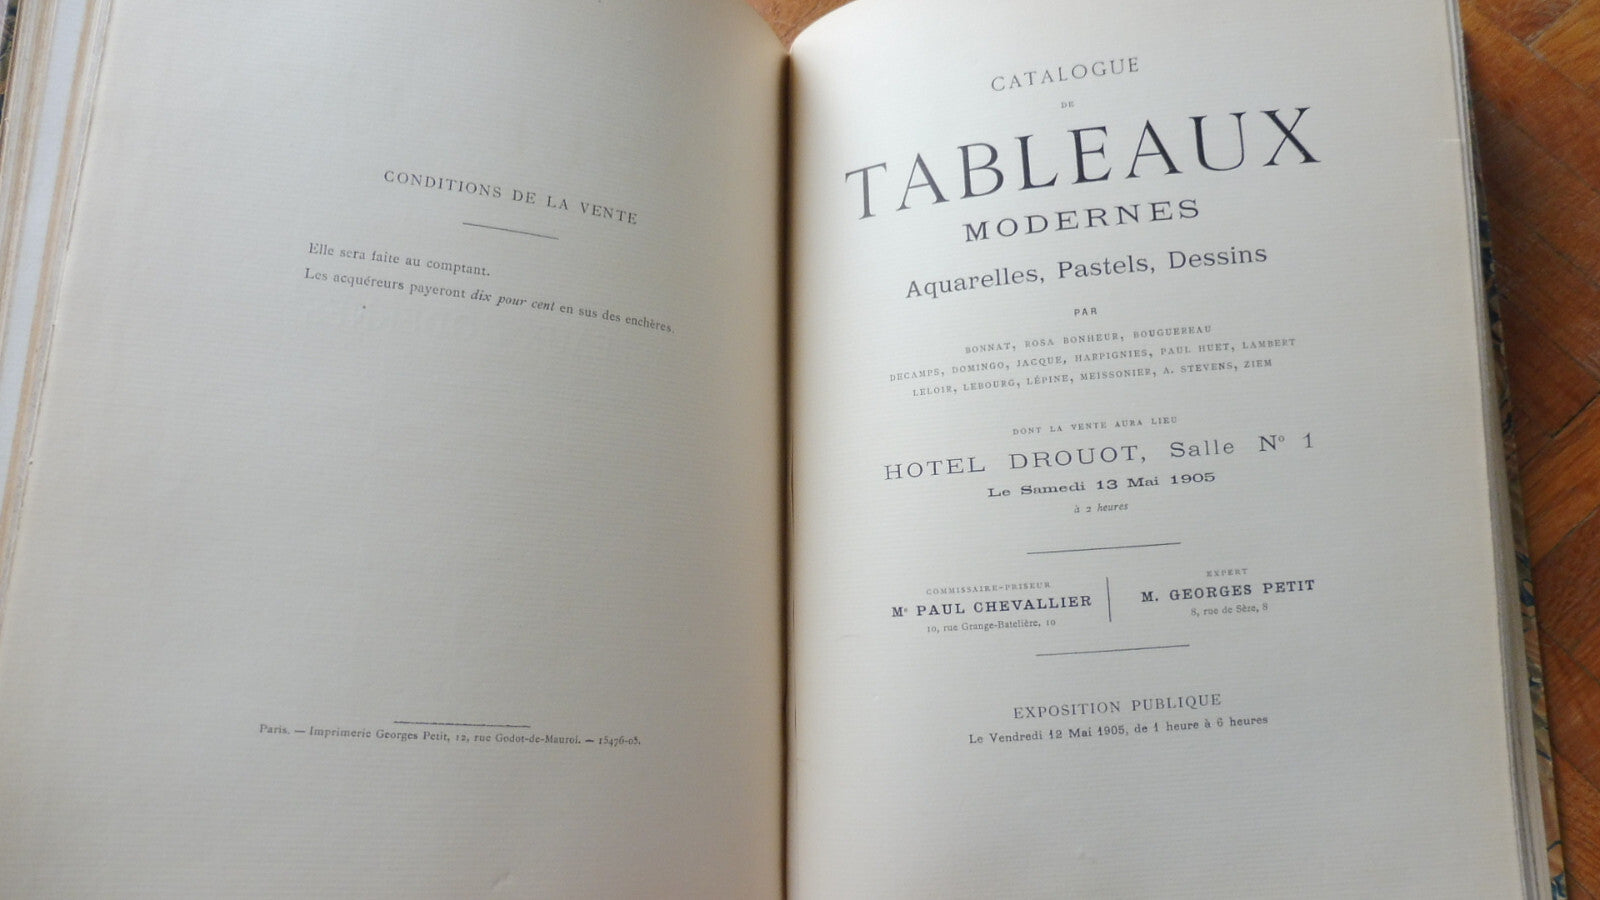 CONDITIONS DE LA VENTE
Elle sera faite au comptant.
Les acquéreurs payeront dix pour cent en sus des enchères.
Paris. — Imprimerie Georges Petit, 12, rue Godot-de-Mauroi. — 15476-05.
CATALOGUE
DE
TABLEAUX
MODERNES
Aquarelles, Pastels, Dessins
PAR
BONNAT, ROSA BONHEUR, BOUGUEREAU
DECAMPS, DOMINGO, JACQUE, HARPIGNIES, PAUL HUET, LAMBERT
LELOIR, LEBOURG, LÉPINE, MEISSONIER, A. STEVENS, ZIEM
DONT LA VENTE AURA LIEU
HOTEL DROUOT, Salle No 1
Le Samedi 13 Mai 1905
à 2 heures
COMMISSAIRE-PRISEUR
Me PAUL CHEVALLIER
10, rue Grange-Batelière, 10
EXPERT
M. GEORGES PETIT
8, rue de Sèze, 8
EXPOSITION PUBLIQUE
Le Vendredi 12 Mai 1905, de 1 heure à 6 heures